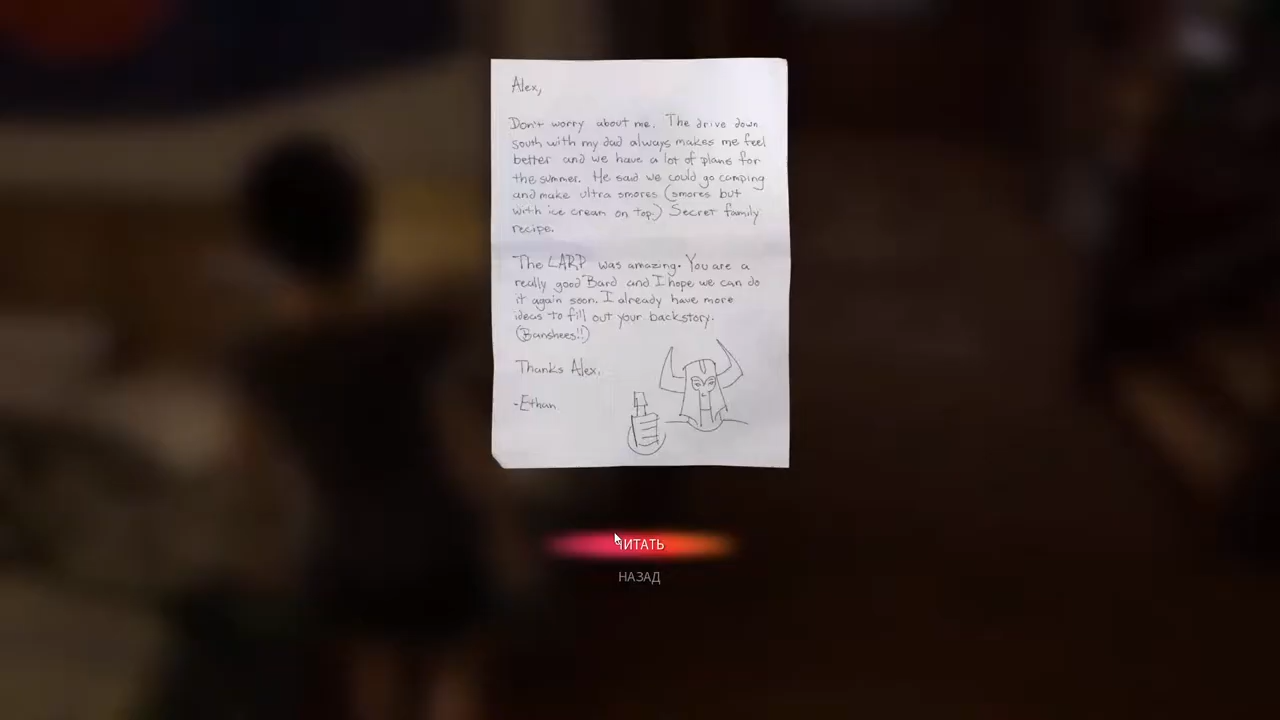 Alex,
Don't worry about me. The drive down
south with my dad always makes me feel
better and we have a lot of plans for
the summer. He said we could go camping
and make ultra smores (smores but
with ice cream on top.) Secret family
recipe.
The LARP was amazing. You are a
really good Bard and I hope we can do
it again soon. I already have more
ideas to fill out your backstory.
(Banshees!!)
Thanks Alex.
-Ethan
ЧИТАТЬ
НАЗАД